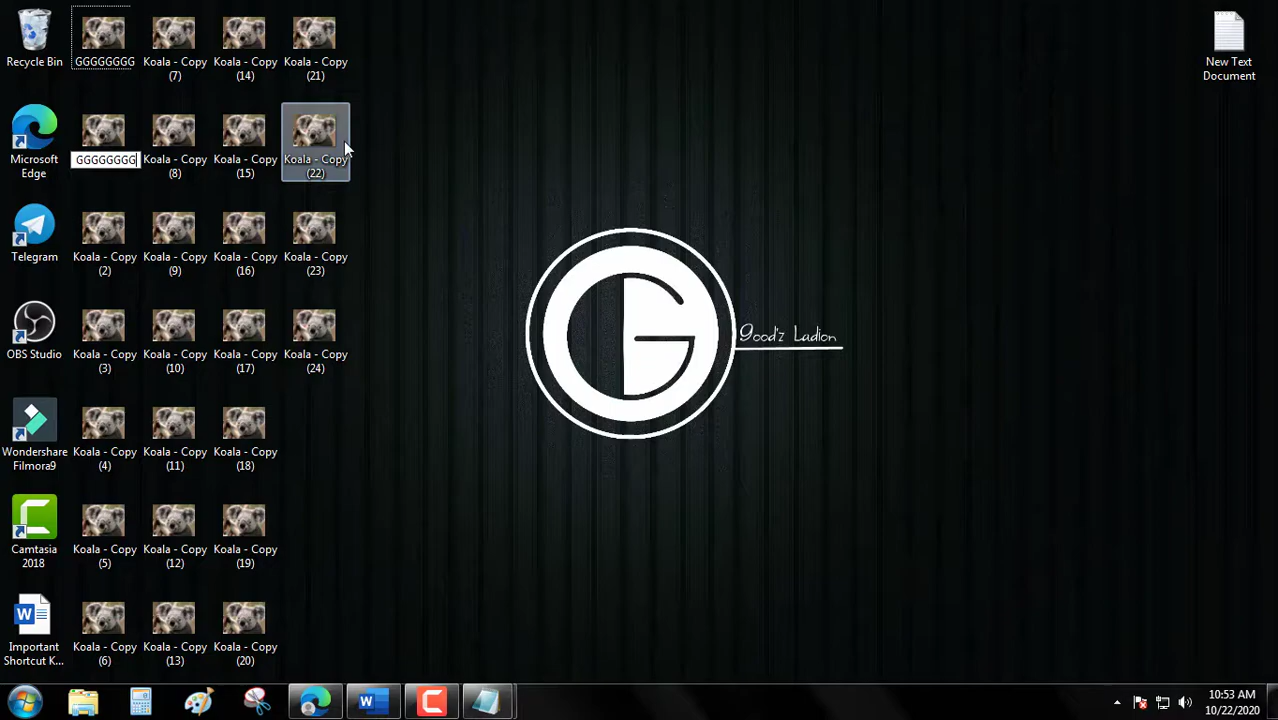 Recycle Bin
GGGGGGGG
Koala - Copy
(7)
Koala - Copy
(14)
Koala - Copy
(21)
New Text
Document
Microsoft
Edge
GGGGGGGG
Koala - Copy
(8)
Koala - Copy
(15)
Koala - Copy
(22)
Telegram
Koala - Copy
(2)
Koala - Copy
(9)
Koala - Copy
(16)
Koala - Copy
(23)
OBS Studio
Koala - Copy
(3)
Koala - Copy
(10)
Koala - Copy
(17)
Koala - Copy
(24)
G
good'z Ladion
Wondershare
Filmora9
Koala - Copy
(4)
Koala - Copy
(11)
Koala - Copy
(18)
Camtasia
2018
Koala - Copy
(5)
Koala - Copy
(12)
Koala - Copy
(19)
Important
Shortcut K...
Koala - Copy
(6)
Koala - Copy
(13)
Koala - Copy
(20)
10:53 AM
10/22/2020